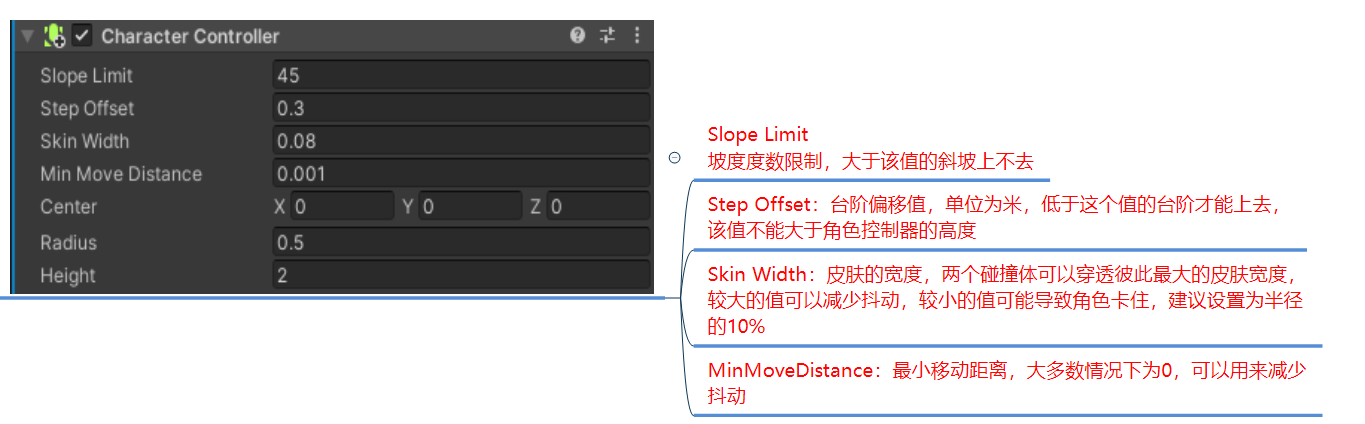 Character Controller
Slope Limit 45
Step Offset 0.3
Skin Width 0.08
Min Move Distance 0.001
Center X 0 Y 0 Z 0
Radius 0.5
Height 2
Slope Limit
坡度度数限制，大于该值的斜坡上不去
Step Offset：台阶偏移值，单位为米，低于这个值的台阶才能上去，
该值不能大于角色控制器的高度
Skin Width：皮肤的宽度，两个碰撞体可以穿透彼此最大的皮肤宽度，
较大的值可以减少抖动，较小的值可能导致角色卡住，建议设置为半径
的10%
MinMoveDistance：最小移动距离，大多数情况下为0，可以用来减少
抖动